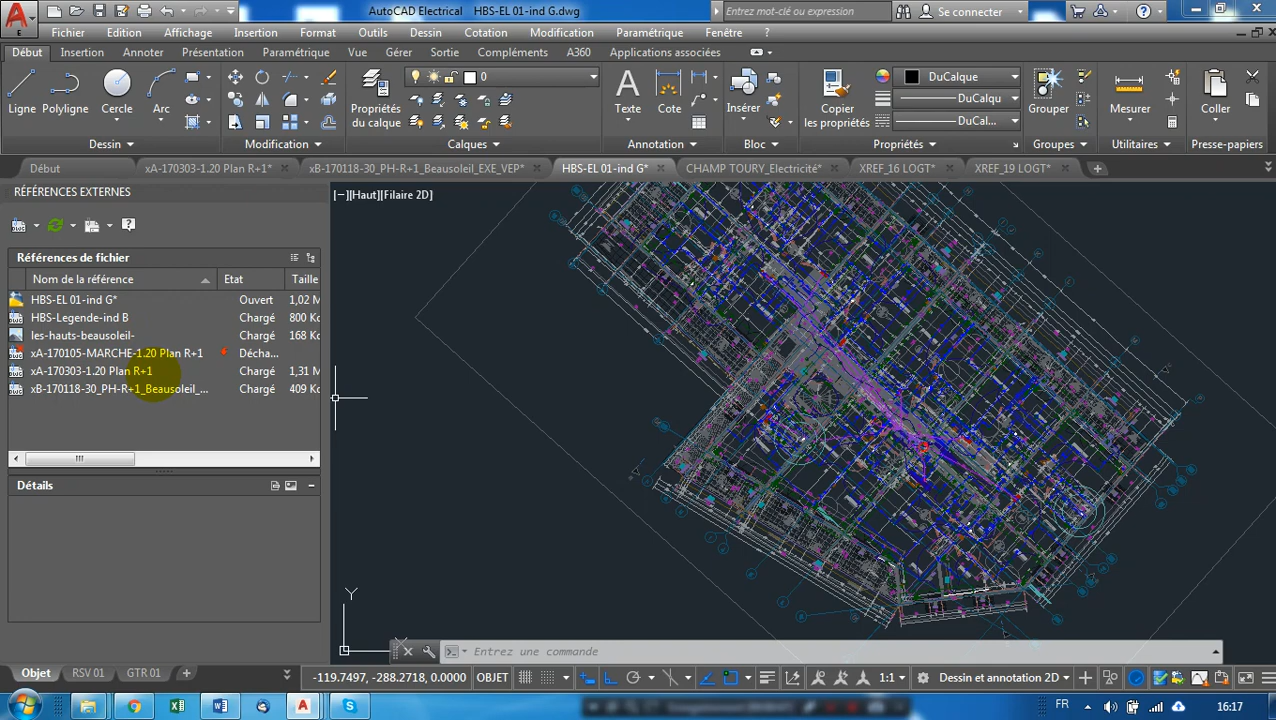 AutoCAD Electrical HBS-EL 01-ind G.dwg
Entrez mot-clé ou expression
Se connecter
Fichier Edition Affichage Insertion Format Outils Dessin Cotation Modification Paramétrique Fenêtre ?
Début Insertion Annoter Présentation Paramétrique Vue Gérer Sortie Compléments A360 Applications associées
0
DuCalque
DuCalqu
DuCal...
Ligne Polyligne Cercle Arc
Propriétés du calque
Texte Cote
Insérer
Copier les propriétés
Grouper
Mesurer
Coller
Dessin Modification Calques Annotation Bloc Propriétés Groupes Utilitaires Presse-papiers
Début xA-170303-1.20 Plan R+1* xB-170118-30_PH-R+1_Beausoleil_EXE_VEP* HBS-EL 01-ind G* CHAMP TOURY_Electricité* XREF_16 LOGT* XREF_19 LOGT*
RÉFÉRENCES EXTERNES
[−][Haut][Filaire 2D]
Références de fichier
Nom de la référence Etat Taille
HBS-EL 01-ind G* Ouvert 1,02 M
HBS-Legende-ind B Chargé 800 Kc
les-hauts-beausoleil- Chargé 168 Kc
xA-170105-MARCHE-1.20 Plan R+1 Décha...
xA-170303-1.20 Plan R+1 Chargé 1,31 M
xB-170118-30_PH-R+1_Beausoleil_... Chargé 409 Kc
Détails
Y
X
Entrez une commande
Objet RSV 01 GTR 01
-119.7497, -288.2718, 0.0000 OBJET
1:1
Dessin et annotation 2D
FR
16:17